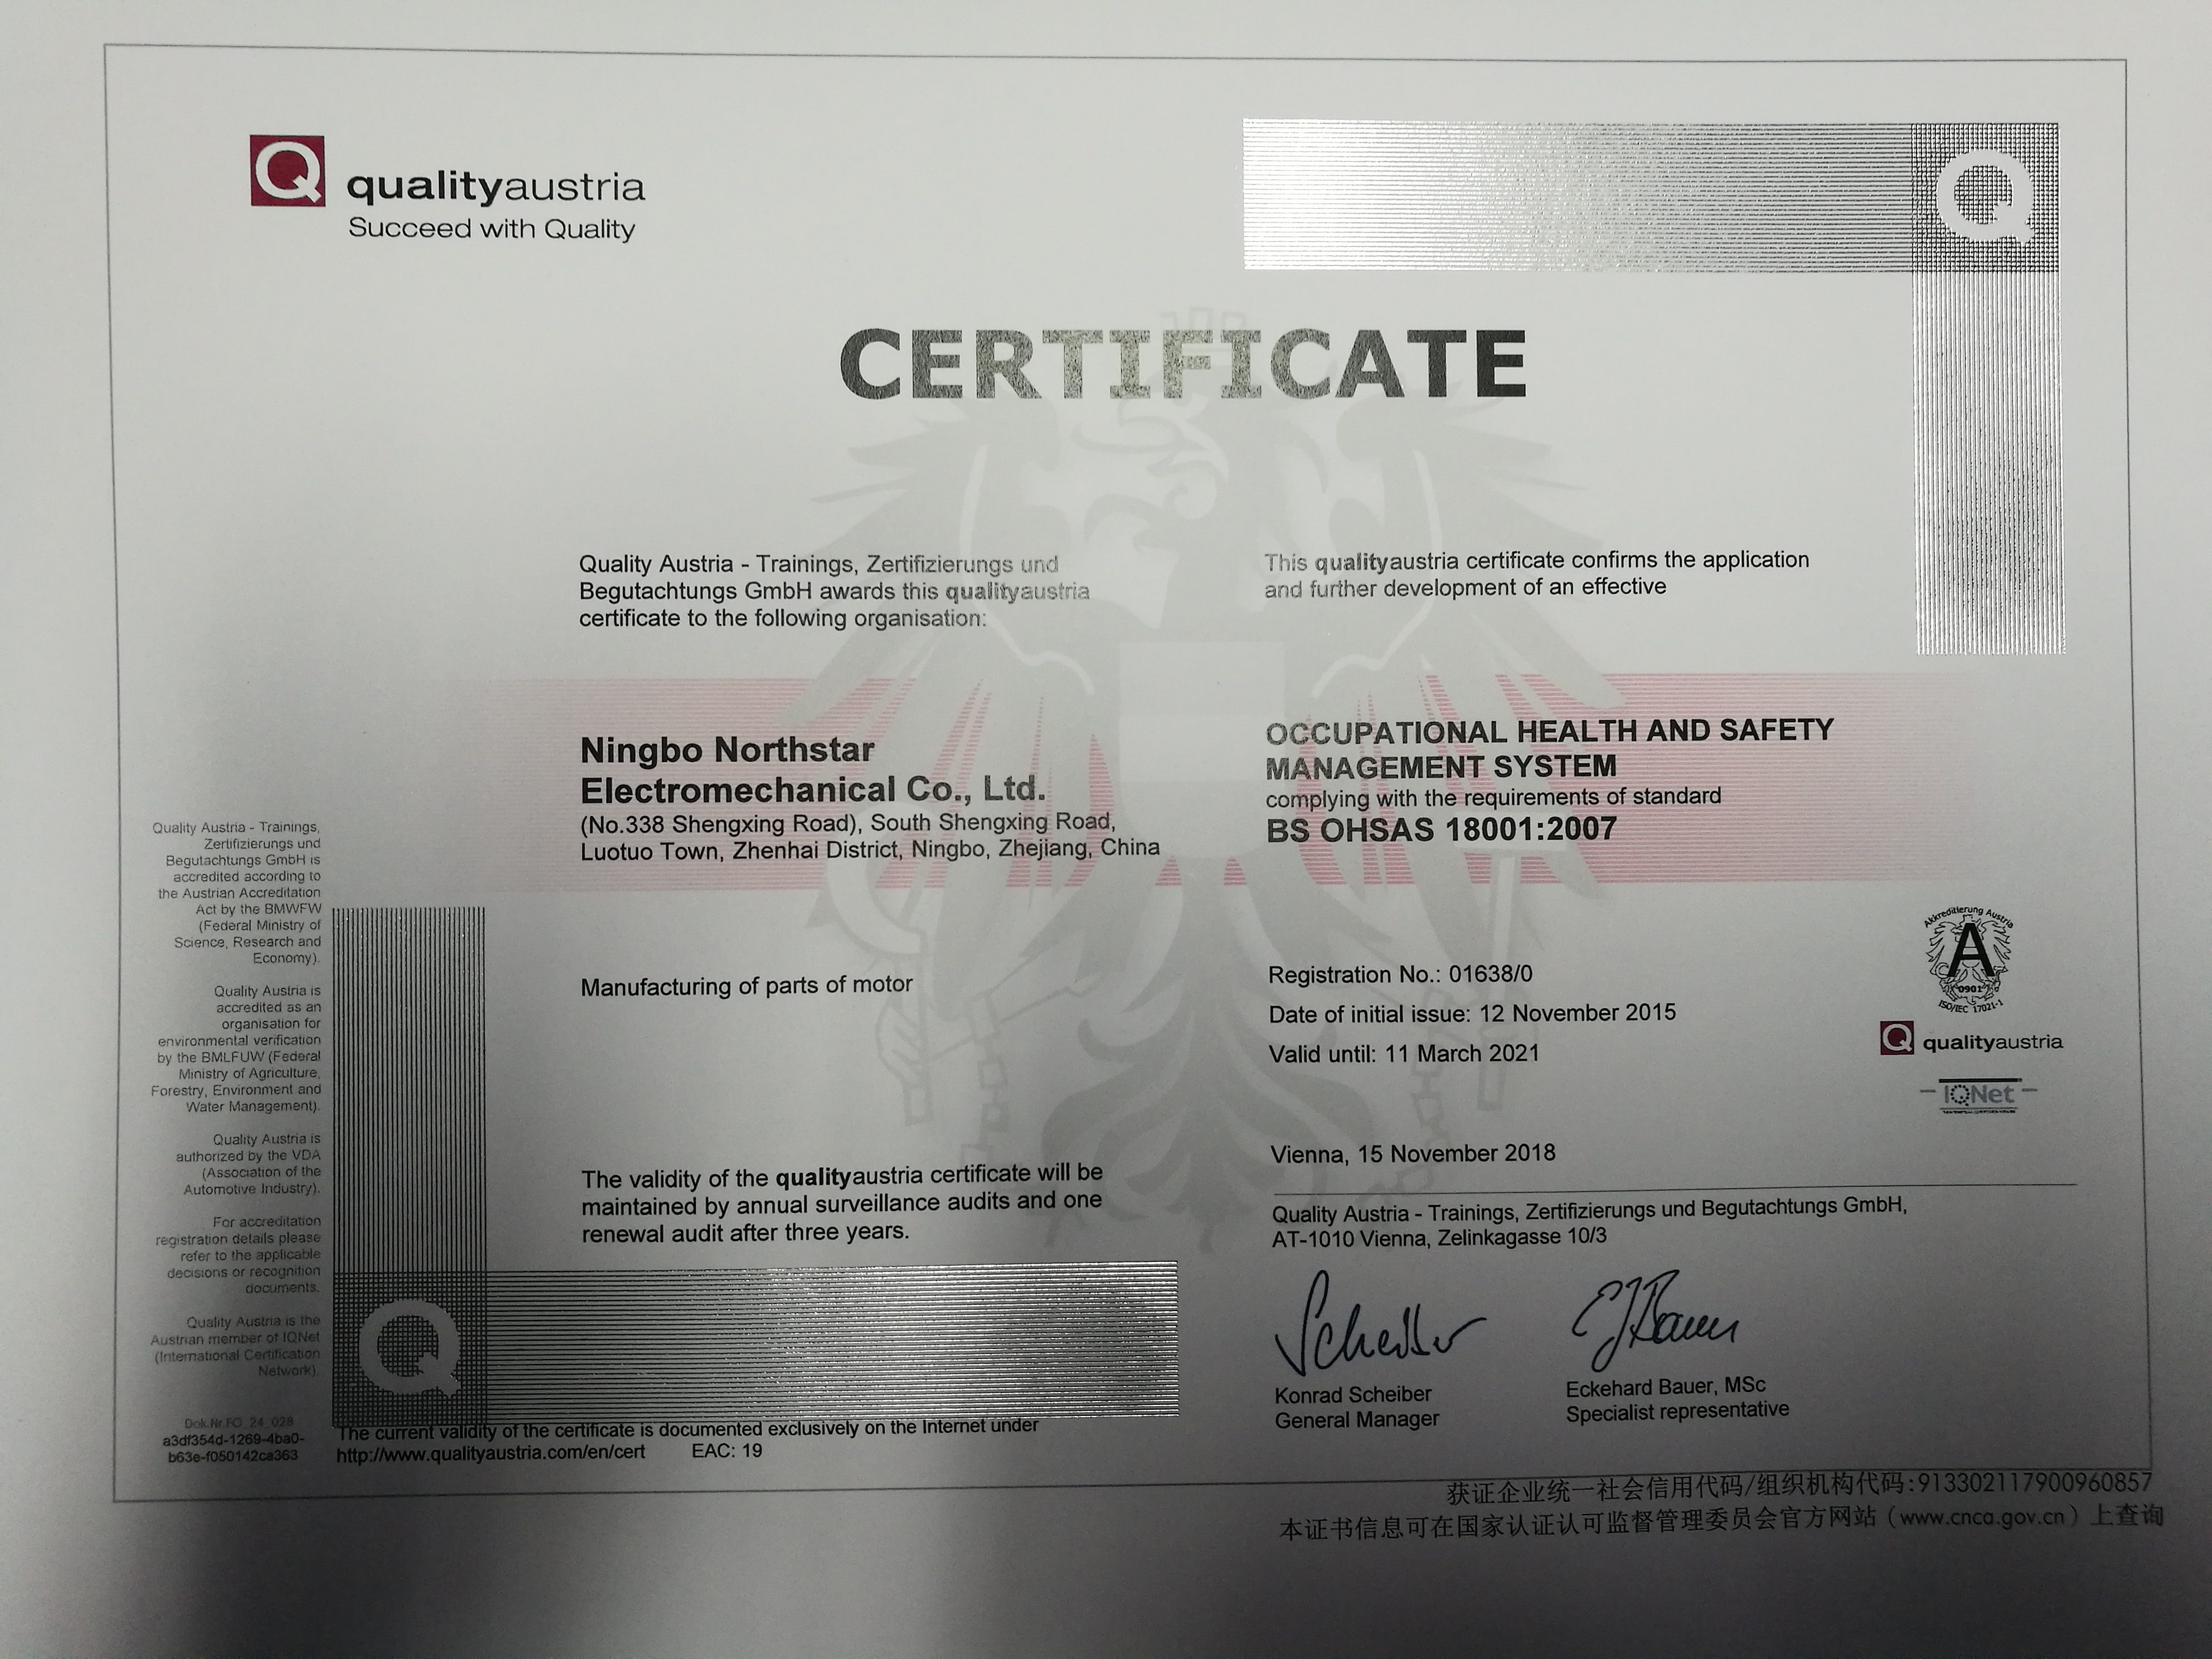 qualityaustria
Succeed with Quality
CERTIFICATE
Quality Austria - Trainings, Zertifizierungs und
Begutachtungs GmbH awards this qualityaustria
certificate to the following organisation:
This qualityaustria certificate confirms the application
and further development of an effective
Ningbo Northstar
Electromechanical Co., Ltd.
(No.338 Shengxing Road), South Shengxing Road,
Luotuo Town, Zhenhai District, Ningbo, Zhejiang, China
OCCUPATIONAL HEALTH AND SAFETY
MANAGEMENT SYSTEM
complying with the requirements of standard
BS OHSAS 18001:2007
Quality Austria - Trainings,
Zertifizierungs und
Begutachtungs GmbH is
accredited according to
the Austrian Accreditation
Act by the BMWFW
(Federal Ministry of
Science, Research and
Economy).
Quality Austria is
accredited as an
organisation for
environmental verification
by the BMLFUW (Federal
Ministry of Agriculture,
Forestry, Environment and
Water Management).
Quality Austria is
authorized by the VDA
(Association of the
Automotive Industry).
For accreditation
registration details please
refer to the applicable
decisions or recognition
documents.
Quality Austria is the
Austrian member of IQNet
(International Certification
Network).
Dok.Nr.FO_24_028
a3df354d-1269-4ba0-
b63e-f050142ca363
Manufacturing of parts of motor
The validity of the qualityaustria certificate will be
maintained by annual surveillance audits and one
renewal audit after three years.
Registration No.: 01638/0
Date of initial issue: 12 November 2015
Valid until: 11 March 2021
Akkreditierung Austria
A
0901
ISO/IEC 17021-1
qualityaustria
IQNet
Vienna, 15 November 2018
Quality Austria - Trainings, Zertifizierungs und Begutachtungs GmbH,
AT-1010 Vienna, Zelinkagasse 10/3
Konrad Scheiber
General Manager
Eckehard Bauer, MSc
Specialist representative
The current validity of the certificate is documented exclusively on the Internet under
http://www.qualityaustria.com/en/cert EAC: 19
获证企业统一社会信用代码/组织机构代码:913302117900960857
本证书信息可在国家认证认可监督管理委员会官方网站(www.cnca.gov.cn)上查询